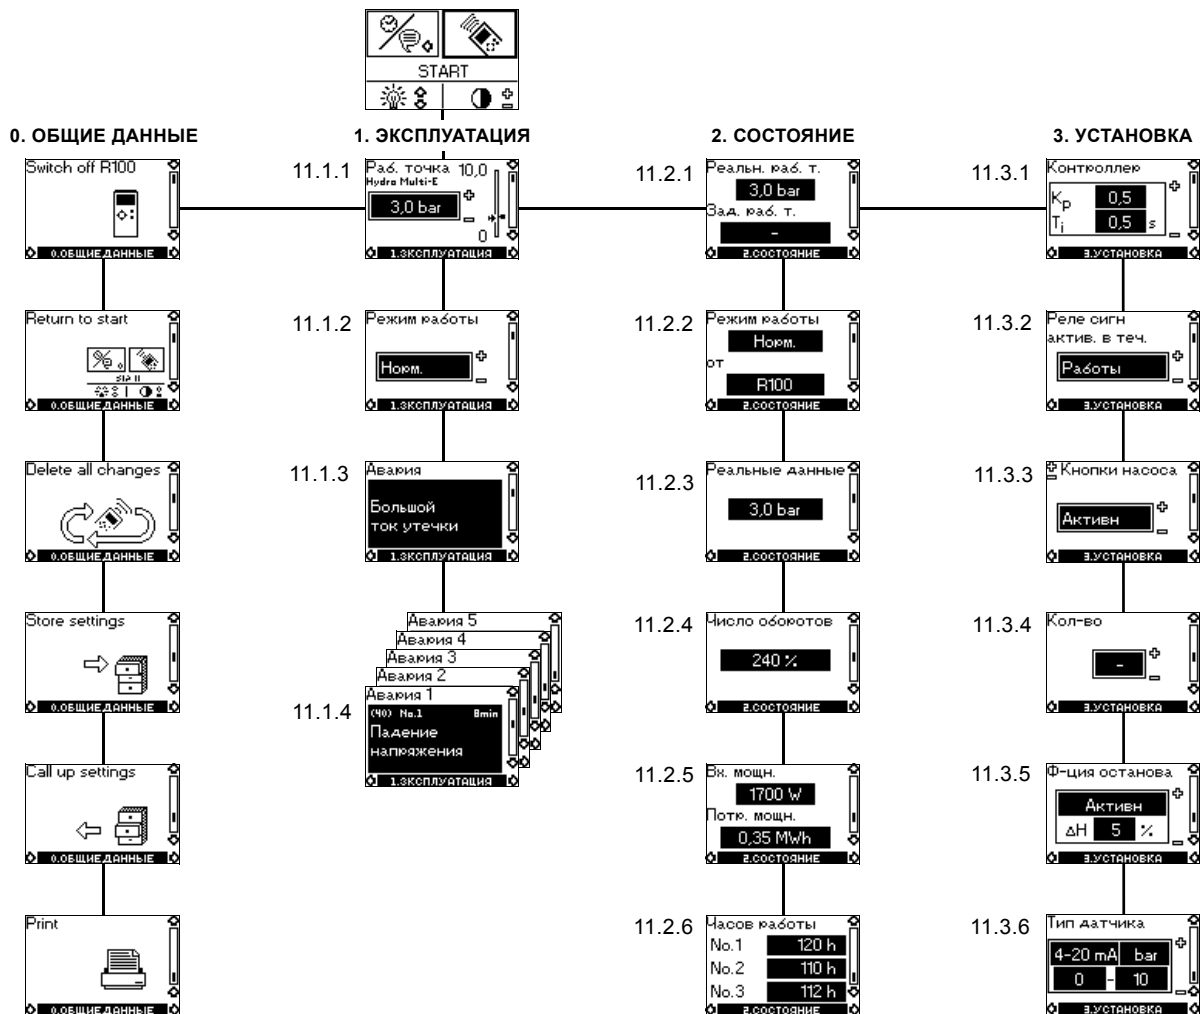 START
0. ОБЩИЕ ДАННЫЕ
Switch off R100
0.ОБЩИЕ ДАННЫЕ
Return to start
START
0.ОБЩИЕ ДАННЫЕ
Delete all changes
0.ОБЩИЕ ДАННЫЕ
Store settings
0.ОБЩИЕ ДАННЫЕ
Call up settings
0.ОБЩИЕ ДАННЫЕ
Print
0.ОБЩИЕ ДАННЫЕ
1. ЭКСПЛУАТАЦИЯ
11.1.1
Раб. точка 10,0
Hydro Multi-E
3,0 bar
0
1.ЭКСПЛУАТАЦИЯ
11.1.2
Режим работы
Норм.
1.ЭКСПЛУАТАЦИЯ
11.1.3
Авария
Большой
ток утечки
1.ЭКСПЛУАТАЦИЯ
Авария 5
Авария 4
Авария 3
Авария 2
11.1.4
Авария 1
(40) No.1 8min
Падение
напряжения
1.ЭКСПЛУАТАЦИЯ
2. СОСТОЯНИЕ
11.2.1
Реальн. раб. т.
3,0 bar
Зад. раб. т.
-
2.СОСТОЯНИЕ
11.2.2
Режим работы
Норм.
от
R100
2.СОСТОЯНИЕ
11.2.3
Реальные данные
3,0 bar
2.СОСТОЯНИЕ
11.2.4
Число оборотов
240 %
2.СОСТОЯНИЕ
11.2.5
Вх. мощн.
1700 W
Потр. мощн.
0,35 MWh
2.СОСТОЯНИЕ
11.2.6
Часов работы
No.1 120 h
No.2 110 h
No.3 112 h
2.СОСТОЯНИЕ
3. УСТАНОВКА
11.3.1
Контроллер
Kp 0,5
Ti 0,5 s
3.УСТАНОВКА
11.3.2
Реле сигн
актив. в теч.
Работы
3.УСТАНОВКА
11.3.3
Кнопки насоса
Активн
3.УСТАНОВКА
11.3.4
Кол-во
-
3.УСТАНОВКА
11.3.5
Ф-ция останова
Активн
ΔH 5 %
3.УСТАНОВКА
11.3.6
Тип датчика
4-20 mA bar
0 - 10
3.УСТАНОВКА